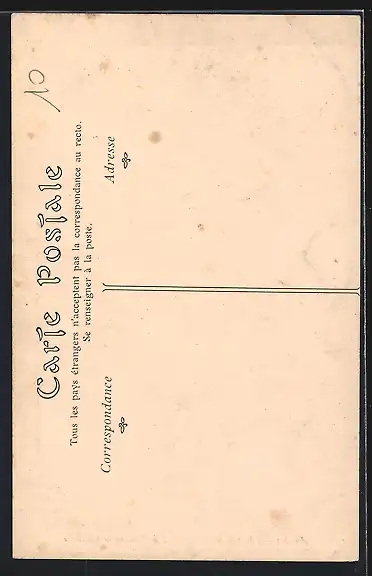 10
Carte Postale
Tous les pays étrangers n'acceptent pas la correspondance au recto.
Se renseigner à la poste.
Correspondance
Adresse